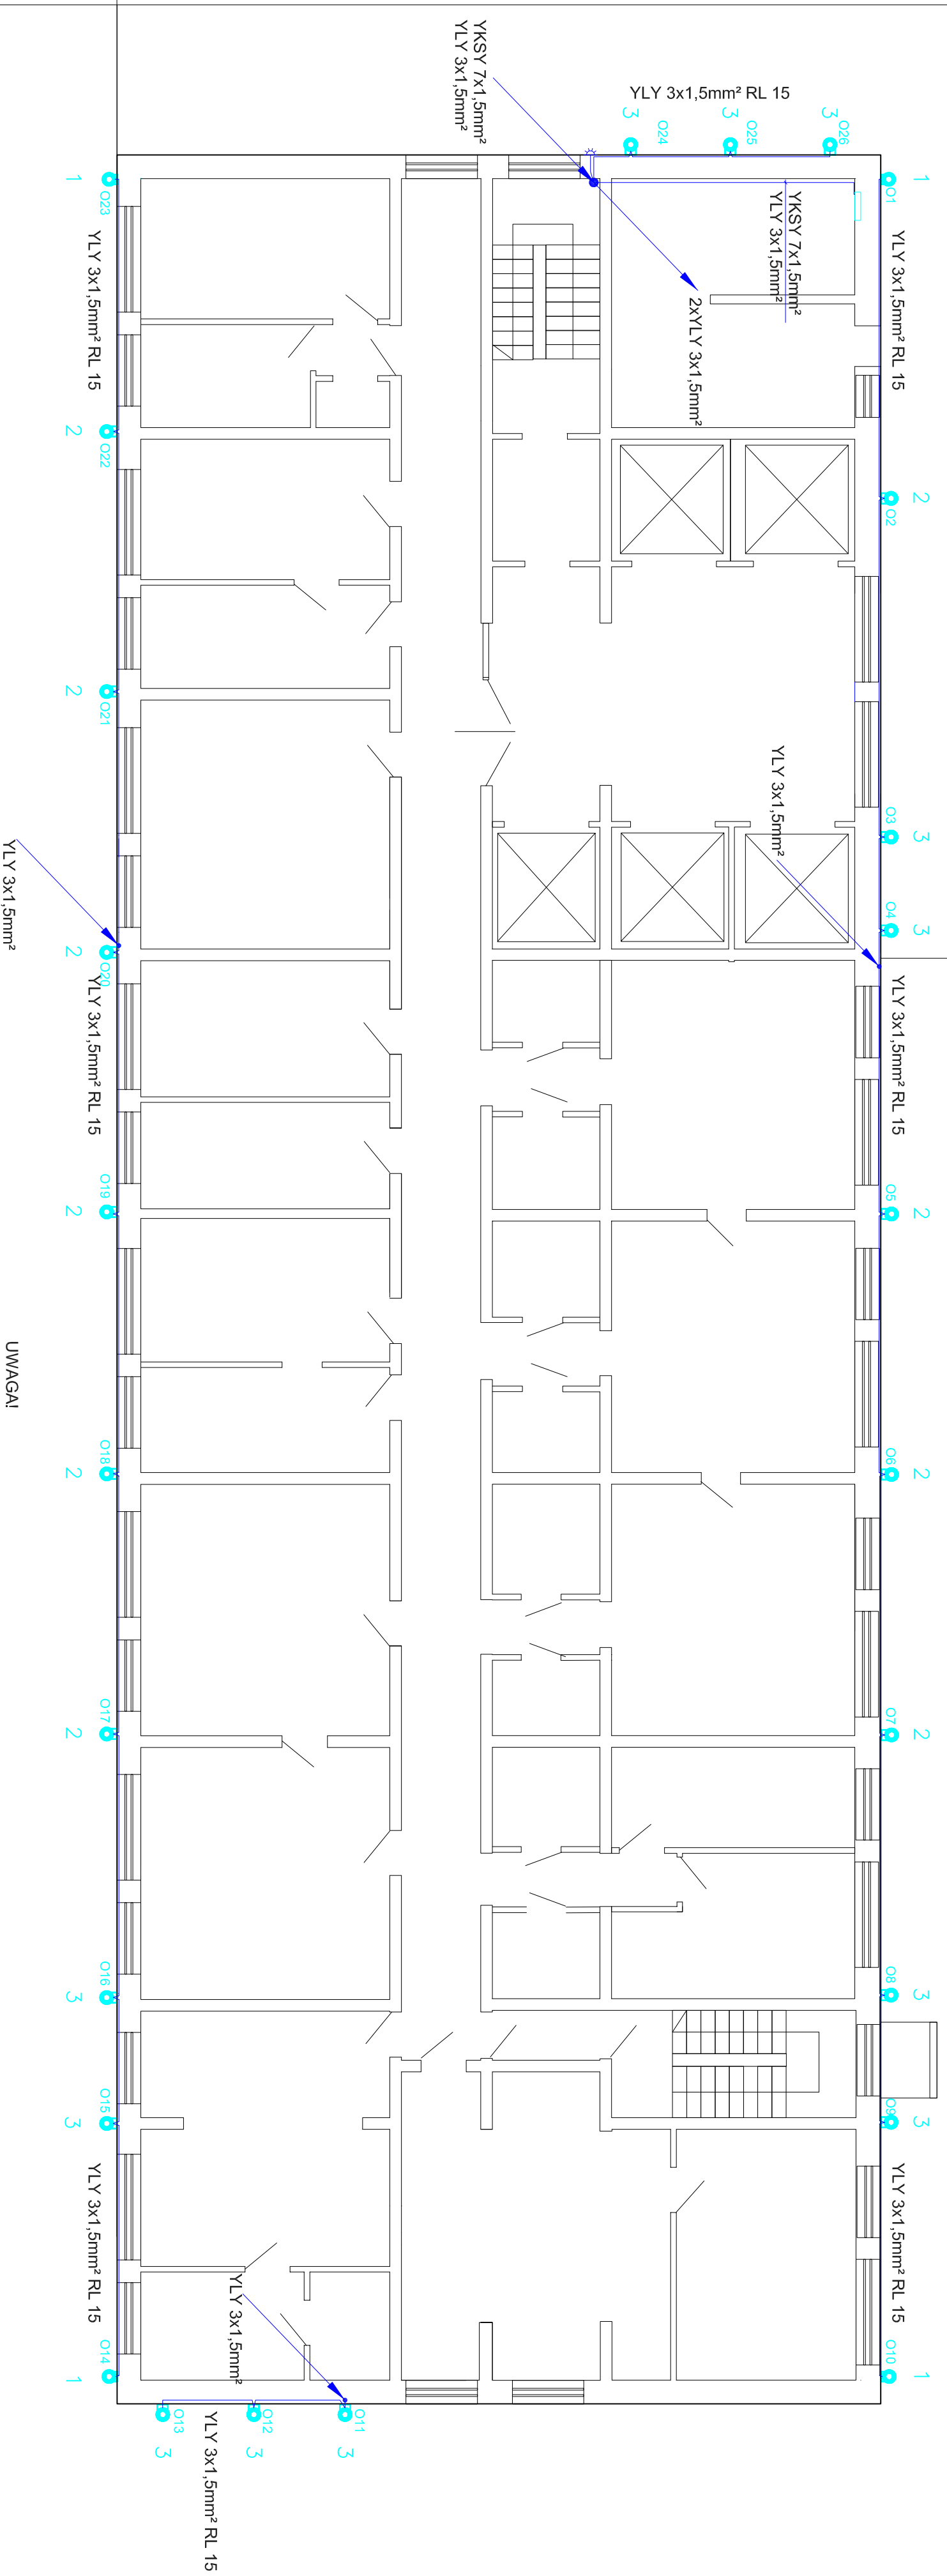 YKSY 7x1,5mm²
YLY 3x1,5mm²
YLY 3x1,5mm² RL 15
3
O24
3
O25
3
O26
1
O1
YKSY 7x1,5mm²
YLY 3x1,5mm²
YLY 3x1,5mm² RL 15
2xYLY 3x1,5mm²
1
O23
YLY 3x1,5mm² RL 15
2
O22
2
O2
2
O21
YLY 3x1,5mm²
O3
3
O4
3
YLY 3x1,5mm²
2
O20
YLY 3x1,5mm² RL 15
YLY 3x1,5mm² RL 15
O19
2
O5
2
UWAGA!
O18
2
O6
2
O17
2
O7
2
O16
3
O8
3
O15
3
O9
3
YLY 3x1,5mm² RL 15
YLY 3x1,5mm² RL 15
YLY 3x1,5mm²
O14
1
O10
1
O13
3
O12
3
O11
3
YLY 3x1,5mm² RL 15